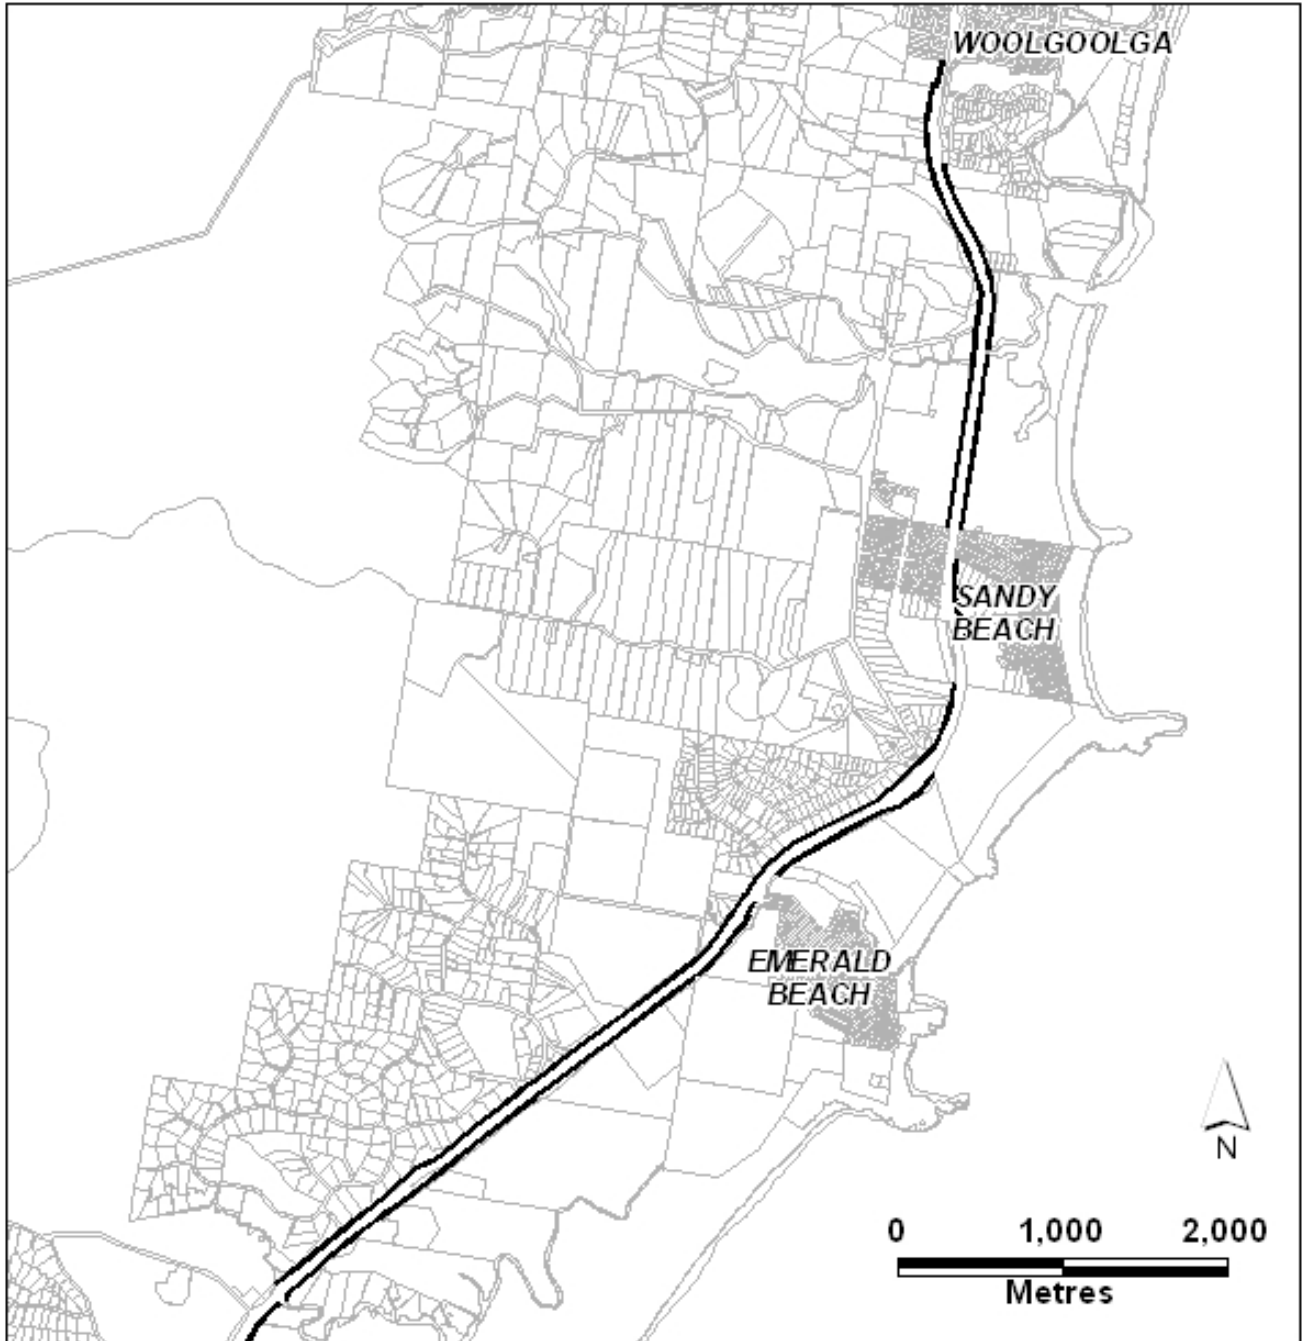 WOOLGOOLGA
SANDY
BEACH
EMERALD
BEACH
N
0 1,000 2,000
Metres